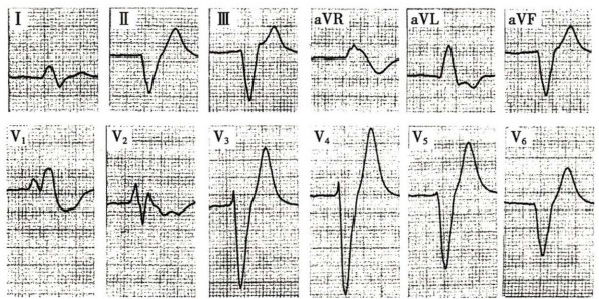 I II III aVR aVL aVF
V₁ V₂ V₃ V₄ V₅ V₆